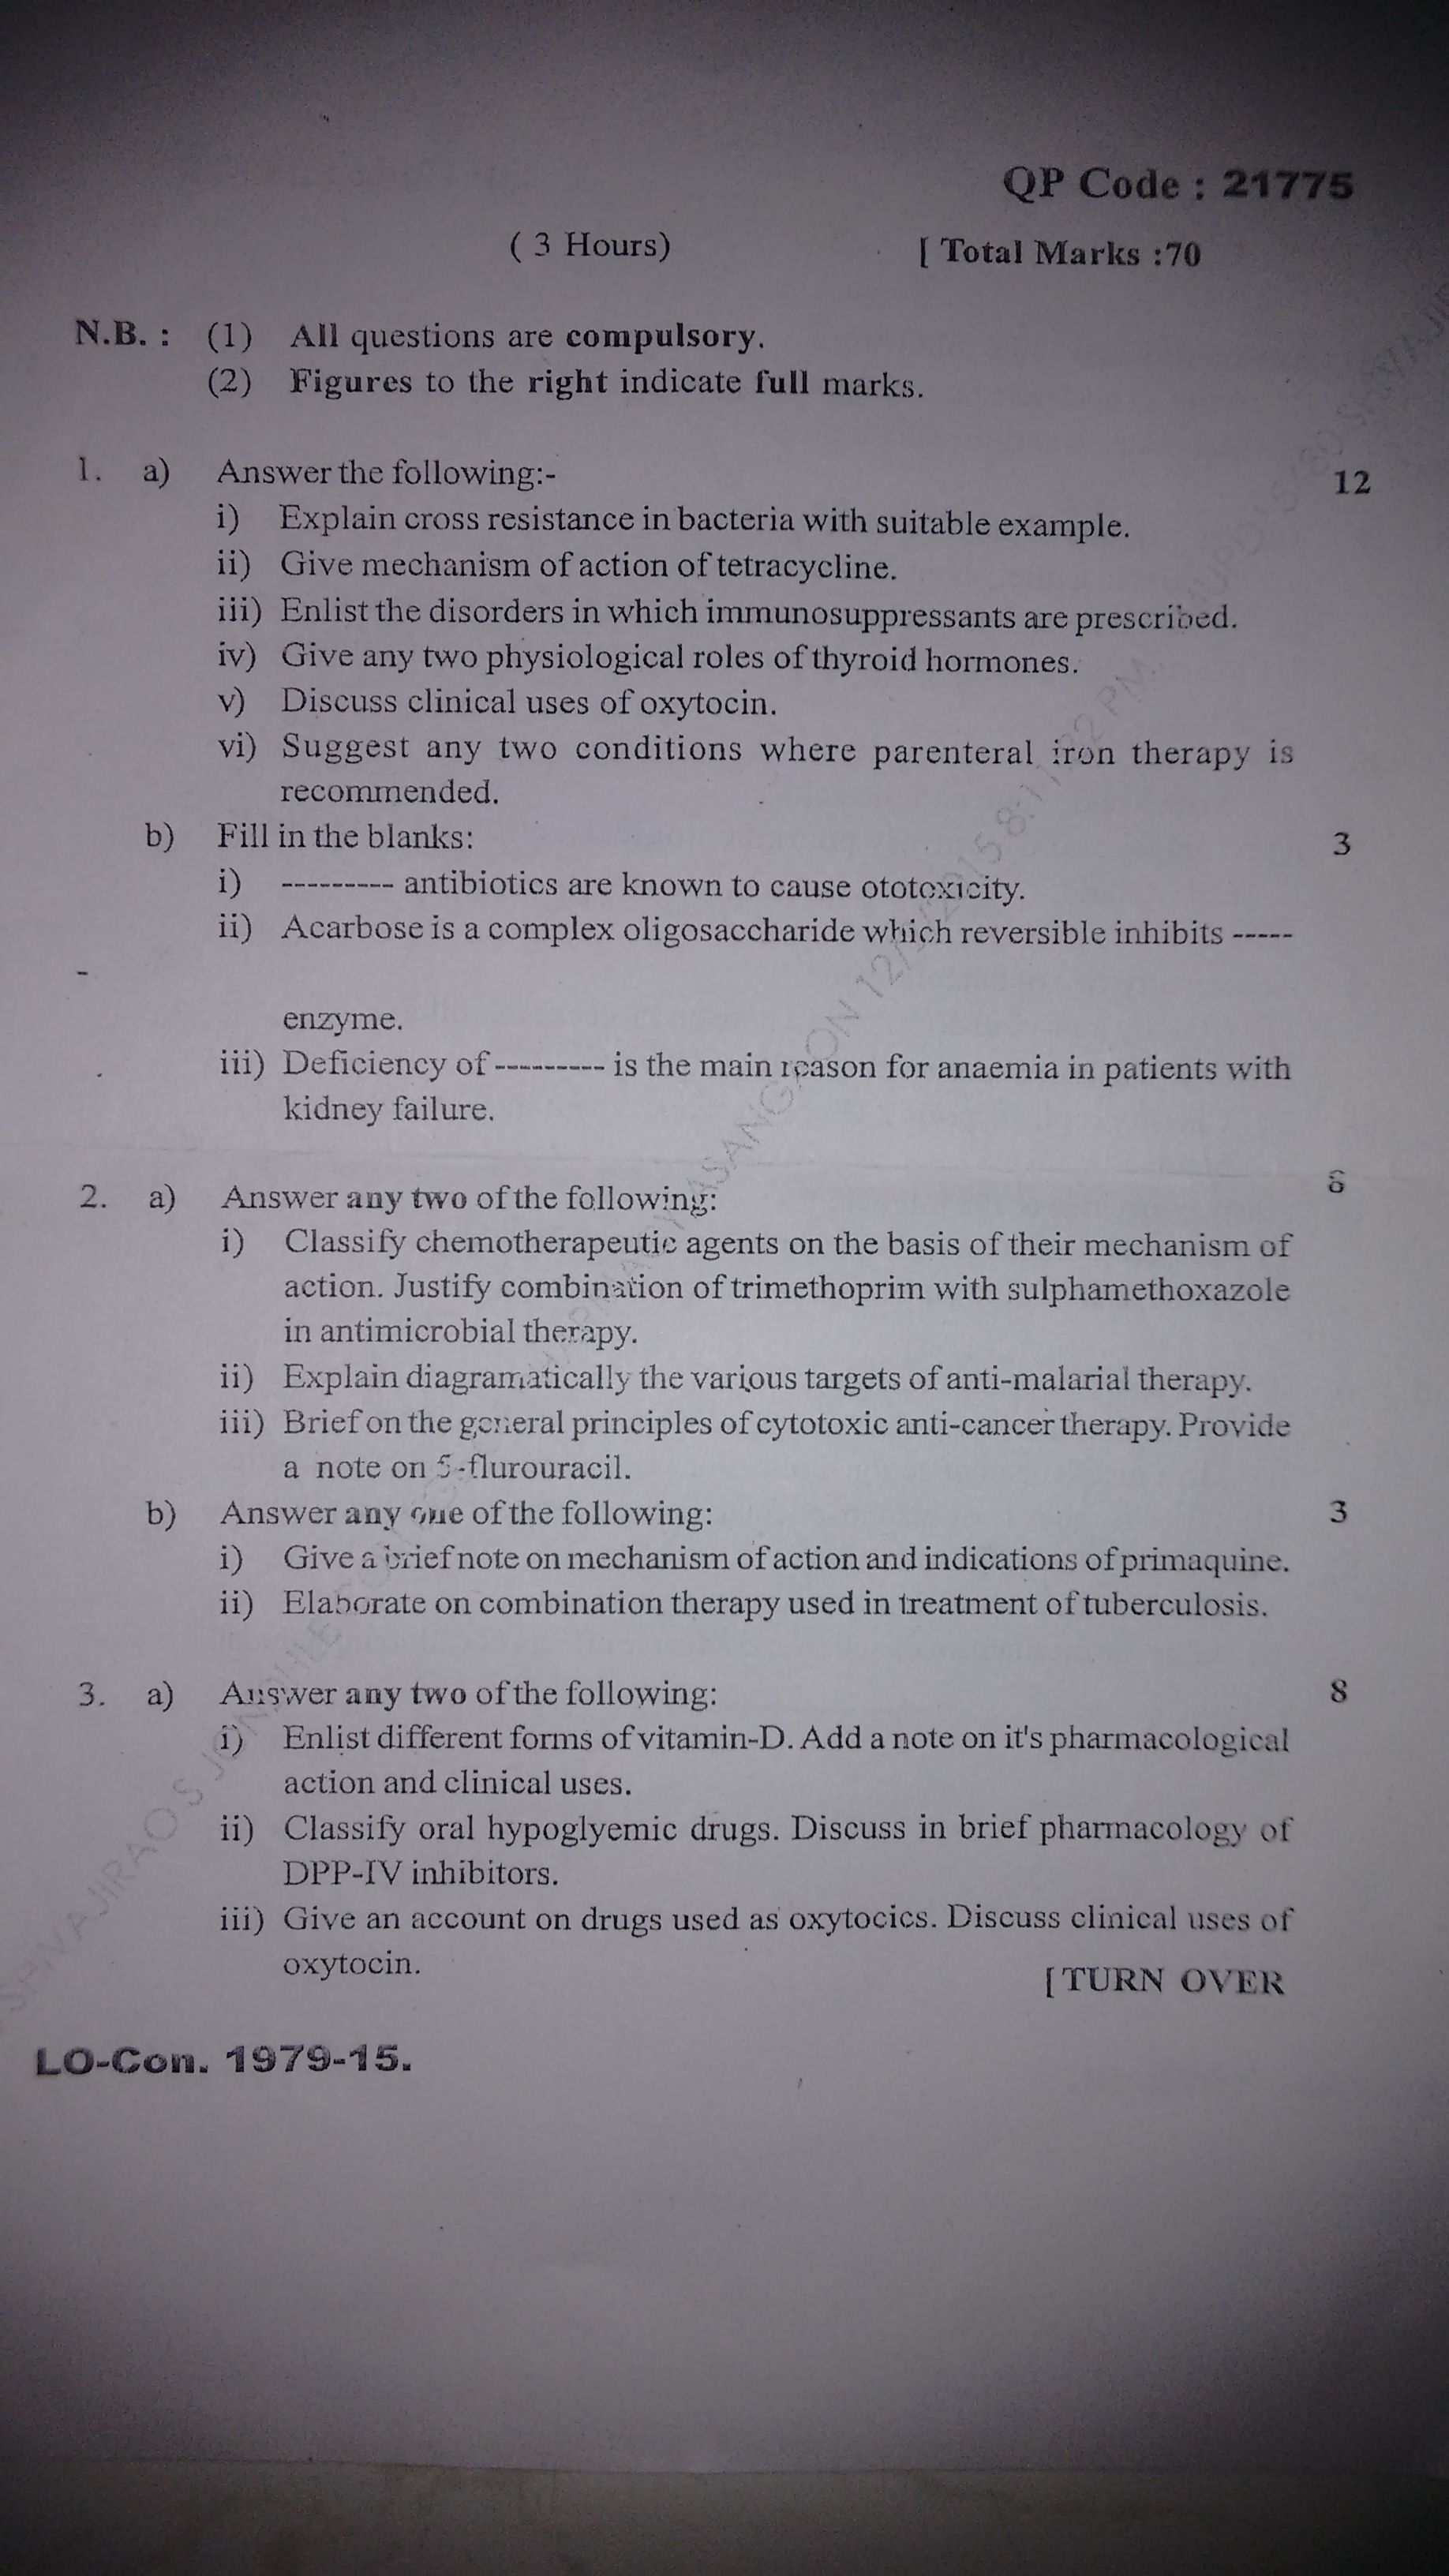 QP Code : 21775
( 3 Hours) [ Total Marks :70
N.B. : (1) All questions are compulsory.
(2) Figures to the right indicate full marks.
1. a) Answer the following:- 12
i) Explain cross resistance in bacteria with suitable example.
ii) Give mechanism of action of tetracycline.
iii) Enlist the disorders in which immunosuppressants are prescribed.
iv) Give any two physiological roles of thyroid hormones.
v) Discuss clinical uses of oxytocin.
vi) Suggest any two conditions where parenteral iron therapy is
recommended.
b) Fill in the blanks: 3
i) --------- antibiotics are known to cause ototoxicity.
ii) Acarbose is a complex oligosaccharide which reversible inhibits -----
-
enzyme.
iii) Deficiency of --------- is the main reason for anaemia in patients with
kidney failure.
2. a) Answer any two of the following: 8
i) Classify chemotherapeutic agents on the basis of their mechanism of
action. Justify combination of trimethoprim with sulphamethoxazole
in antimicrobial therapy.
ii) Explain diagramatically the various targets of anti-malarial therapy.
iii) Brief on the general principles of cytotoxic anti-cancer therapy. Provide
a note on 5-flurouracil.
b) Answer any one of the following: 3
i) Give a brief note on mechanism of action and indications of primaquine.
ii) Elaborate on combination therapy used in treatment of tuberculosis.
3. a) Answer any two of the following: 8
i) Enlist different forms of vitamin-D. Add a note on it's pharmacological
action and clinical uses.
ii) Classify oral hypoglyemic drugs. Discuss in brief pharmacology of
DPP-IV inhibitors.
iii) Give an account on drugs used as oxytocics. Discuss clinical uses of
oxytocin.
[ TURN OVER
LO-Con. 1979-15.